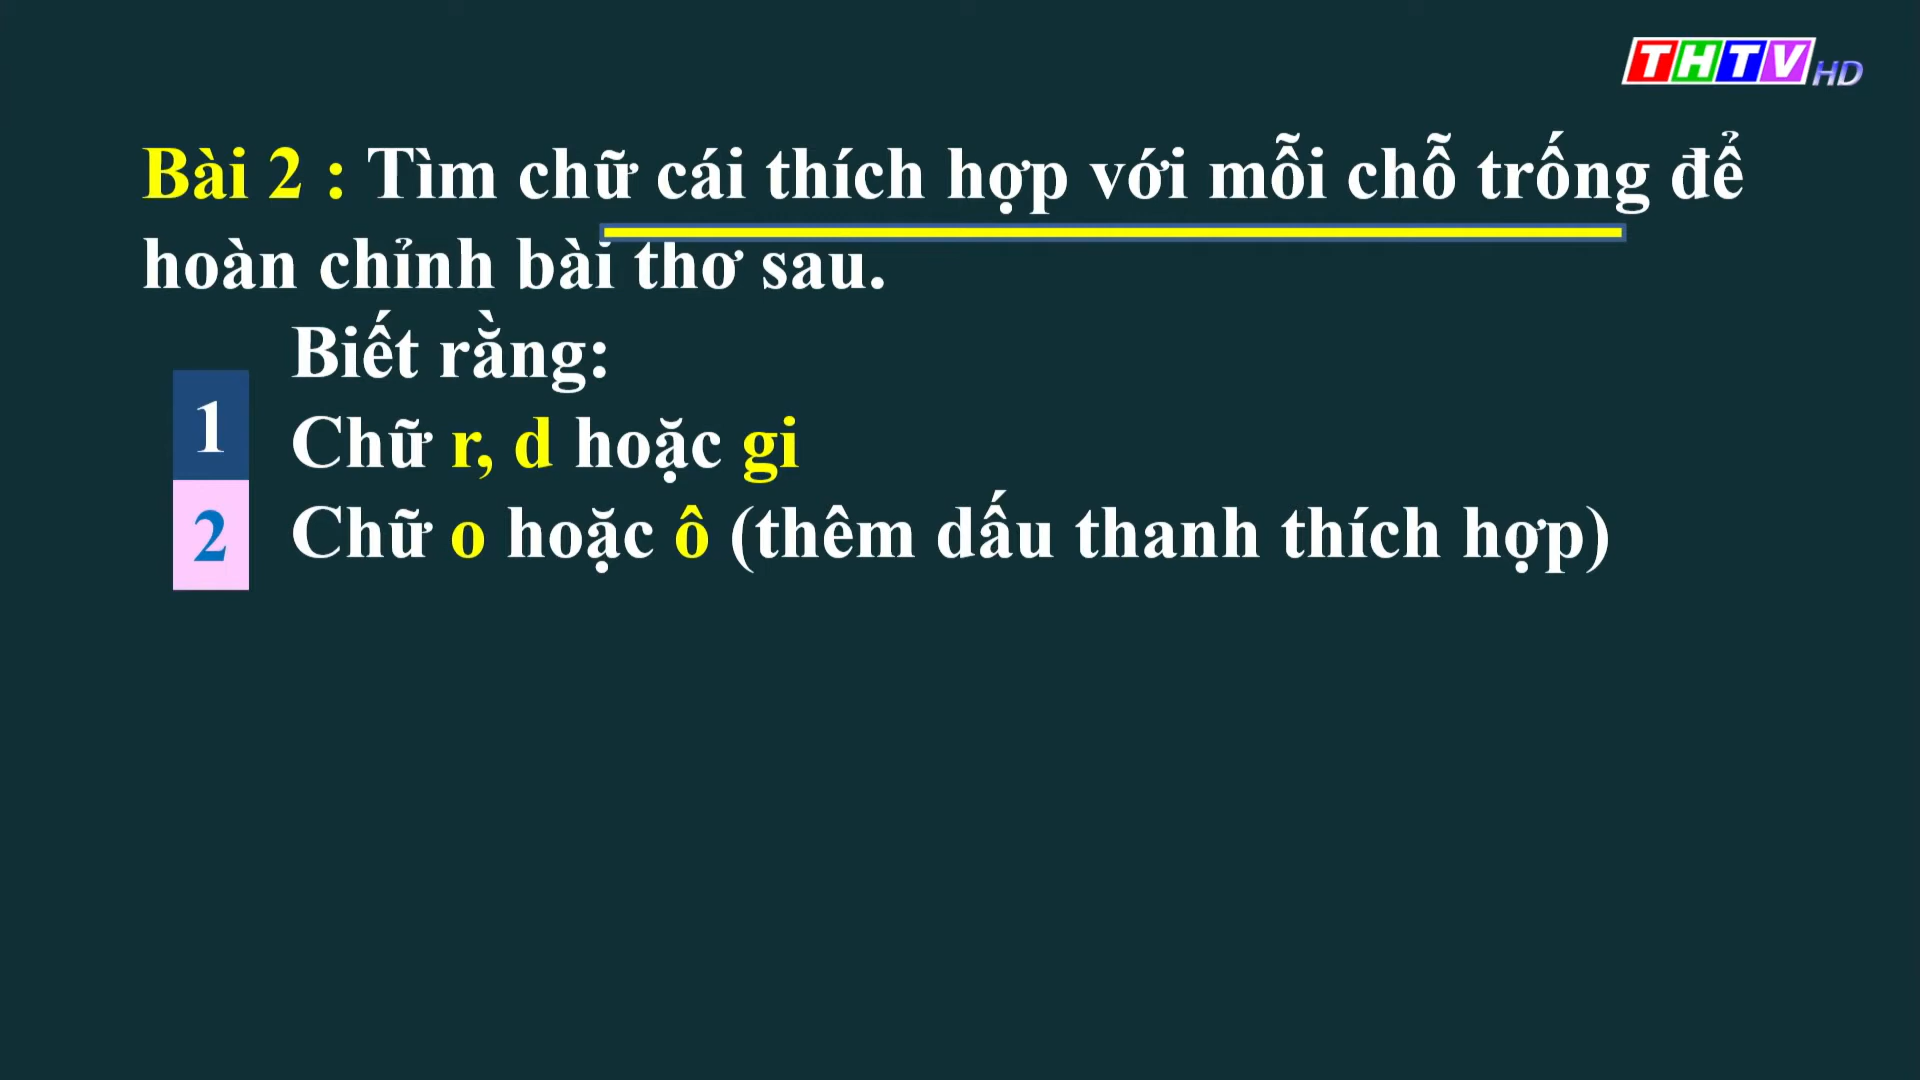 THTV HD
Bài 2 : Tìm chữ cái thích hợp với mỗi chỗ trống để
hoàn chỉnh bài thơ sau.
Biết rằng:
1 Chữ r, d hoặc gi
2 Chữ o hoặc ô (thêm dấu thanh thích hợp)